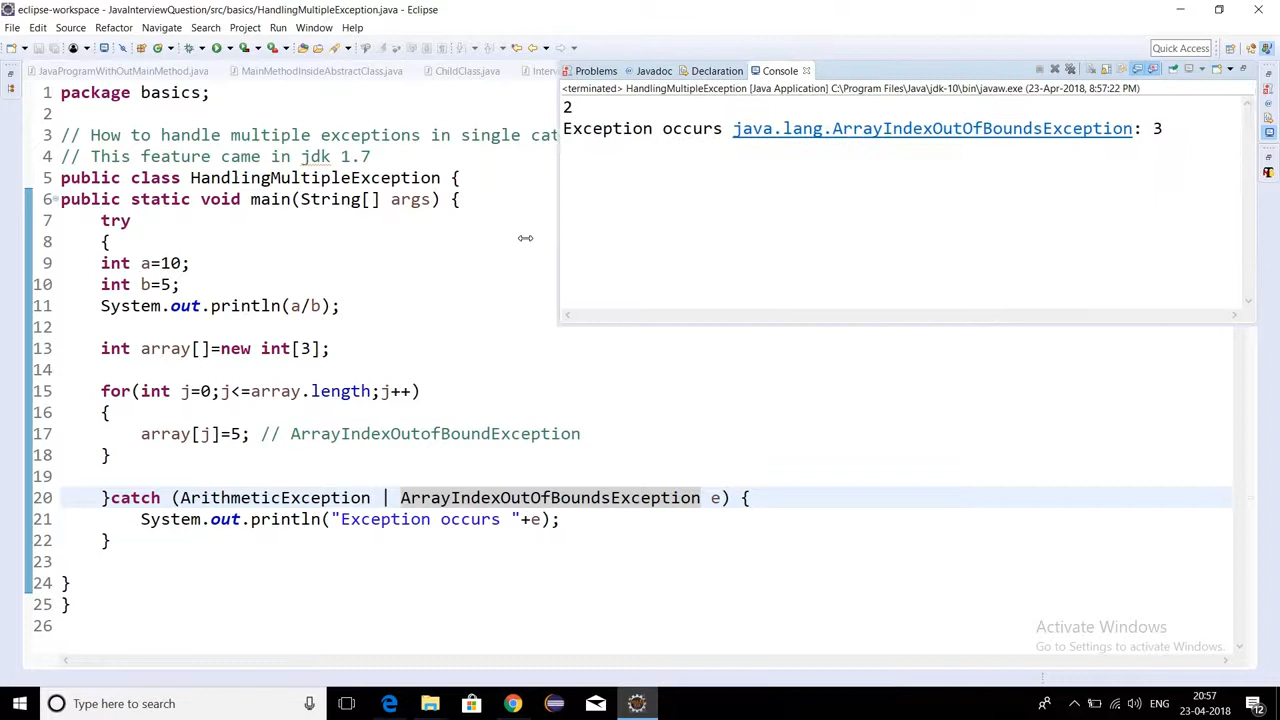 eclipse-workspace - JavaInterviewQuestion/src/basics/HandlingMultipleException.java - Eclipse
File Edit Source Refactor Navigate Search Project Run Window Help
Quick Access
JavaProgramWithOutMainMethod.java MainMethodInsideAbstractClass.java ChildClass.java Inter
Problems Javadoc Declaration Console
<terminated> HandlingMultipleException [Java Application] C:\Program Files\Java\jdk-10\bin\javaw.exe (23-Apr-2018, 8:57:22 PM)
2
Exception occurs java.lang.ArrayIndexOutOfBoundsException: 3
1 package basics;
2
3 // How to handle multiple exceptions in single cat
4 // This feature came in jdk 1.7
5 public class HandlingMultipleException {
6 public static void main(String[] args) {
7 try
8 {
9 int a=10;
10 int b=5;
11 System.out.println(a/b);
12
13 int array[]=new int[3];
14
15 for(int j=0;j<=array.length;j++)
16 {
17 array[j]=5; // ArrayIndexOutofBoundException
18 }
19
20 }catch (ArithmeticException | ArrayIndexOutOfBoundsException e) {
21 System.out.println("Exception occurs "+e);
22 }
23
24 }
25 }
26
Activate Windows
Go to Settings to activate Windows.
Type here to search
ENG
20:57
23-04-2018
12